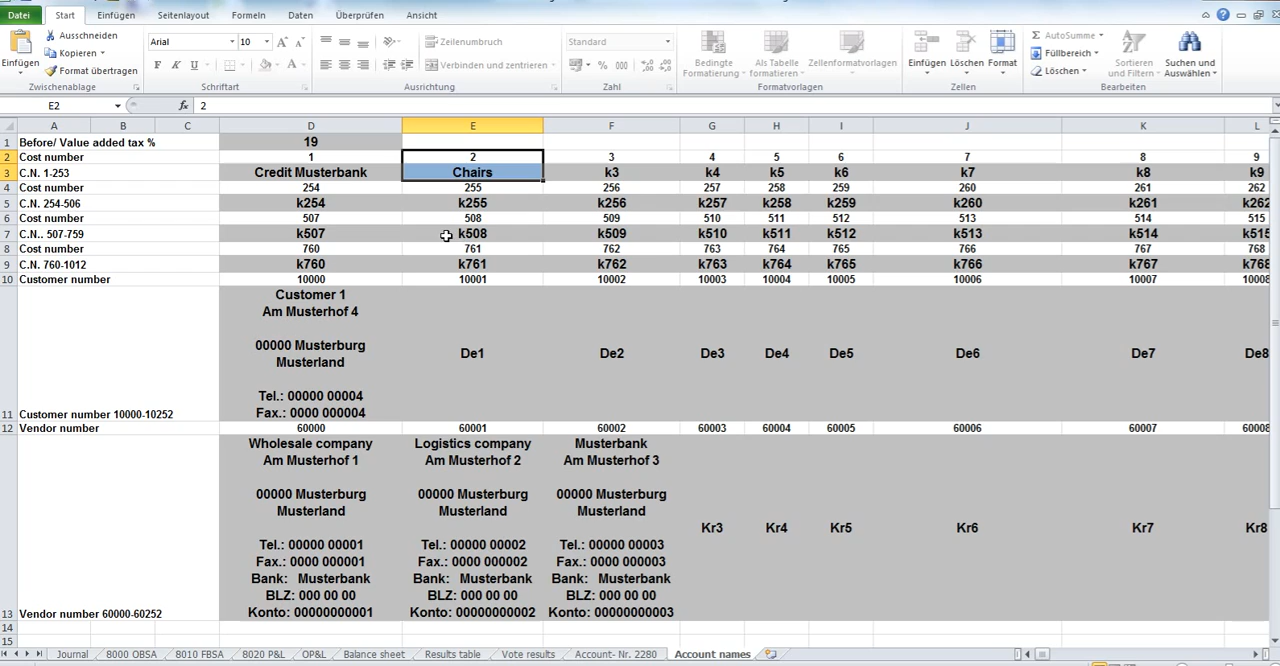 Datei Start Einfügen Seitenlayout Formeln Daten Überprüfen Ansicht
Einfügen Ausschneiden Kopieren Format übertragen
Arial 10 F K U
Zeilenumbruch Verbinden und zentrieren
Standard % 000
Bedingte Formatierung Als Tabelle formatieren Zellenformatvorlagen
Einfügen Löschen Format
AutoSumme Füllbereich Löschen Sortieren und Filtern Suchen und Auswählen
Zwischenablage Schriftart Ausrichtung Zahl Formatvorlagen Zellen Bearbeiten
E2 fx 2
A B C D E F G H I J K L
1 Before/ Value added tax % 19
2 Cost number 1 2 3 4 5 6 7 8 9
3 C.N. 1-253 Credit Musterbank Chairs k3 k4 k5 k6 k7 k8 k9
4 Cost number 254 255 256 257 258 259 260 261 262
5 C.N. 254-506 k254 k255 k256 k257 k258 k259 k260 k261 k262
6 Cost number 507 508 509 510 511 512 513 514 515
7 C.N.. 507-759 k507 k508 k509 k510 k511 k512 k513 k514 k515
8 Cost number 760 761 762 763 764 765 766 767 768
9 C.N. 760-1012 k760 k761 k762 k763 k764 k765 k766 k767 k768
10 Customer number 10000 10001 10002 10003 10004 10005 10006 10007 10008
Customer 1
Am Musterhof 4
00000 Musterburg
Musterland
Tel.: 00000 00004
Fax.: 0000 000004
De1 De2 De3 De4 De5 De6 De7 De8
11 Customer number 10000-10252
12 Vendor number 60000 60001 60002 60003 60004 60005 60006 60007 60008
Wholesale company Logistics company Musterbank
Am Musterhof 1 Am Musterhof 2 Am Musterhof 3
00000 Musterburg 00000 Musterburg 00000 Musterburg
Musterland Musterland Musterland
Kr3 Kr4 Kr5 Kr6 Kr7 Kr8
Tel.: 00000 00001 Tel.: 00000 00002 Tel.: 00000 00003
Fax.: 0000 000001 Fax.: 0000 000002 Fax.: 0000 000003
Bank: Musterbank Bank: Musterbank Bank: Musterbank
BLZ: 000 00 00 BLZ: 000 00 00 BLZ: 000 00 00
Konto: 00000000001 Konto: 00000000002 Konto: 00000000003
13 Vendor number 60000-60252
14
15
Journal 8000 OBSA 8010 FBSA 8020 P&L OP&L Balance sheet Results table Vote results Account- Nr. 2280 Account names